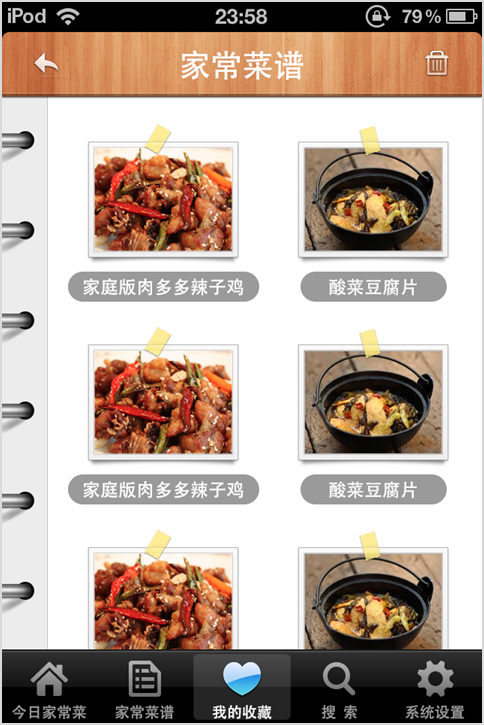 iPod 23:58 79%
家常菜谱
家庭版肉多多辣子鸡 酸菜豆腐片
家庭版肉多多辣子鸡 酸菜豆腐片
今日家常菜 家常菜谱 我的收藏 搜 索 系统设置